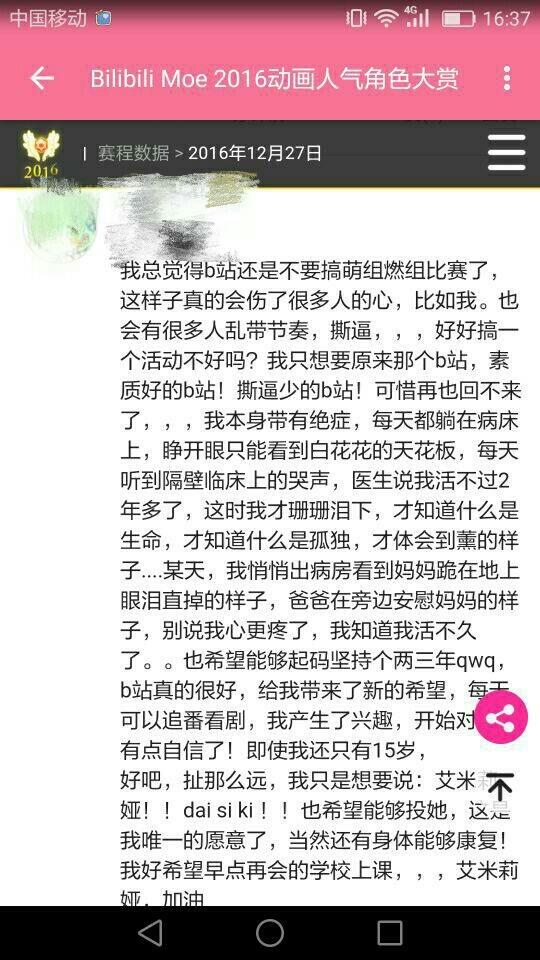 中国移动 4G 16:37
Bilibili Moe 2016动画人气角色大赏
2016 | 赛程数据 > 2016年12月27日
我总觉得b站还是不要搞萌组燃组比赛了，
这样子真的会伤了很多人的心，比如我。也
会有很多人乱带节奏，撕逼，，，好好搞一
个活动不好吗？我只想要原来那个b站，素
质好的b站！撕逼少的b站！可惜再也回不来
了，，，我本身带有绝症，每天都躺在病床
上，睁开眼只能看到白花花的天花板，每天
听到隔壁临床上的哭声，医生说我活不过2
年多了，这时我才珊珊泪下，才知道什么是
生命，才知道什么是孤独，才体会到薰的样
子....某天，我悄悄出病房看到妈妈跪在地上
眼泪直掉的样子，爸爸在旁边安慰妈妈的样
子，别说我心更疼了，我知道我活不久
了。。也希望能够起码坚持个两三年qwq，
b站真的很好，给我带来了新的希望，每天
可以追番看剧，我产生了兴趣，开始对
有点自信了！即使我还只有15岁，
好吧，扯那么远，我只是想要说：艾米莉
娅！！dai si ki！！也希望能够投她，这是
我唯一的愿意了，当然还有身体能够康复！
我好希望早点再会的学校上课，，，艾米莉
娅，加油